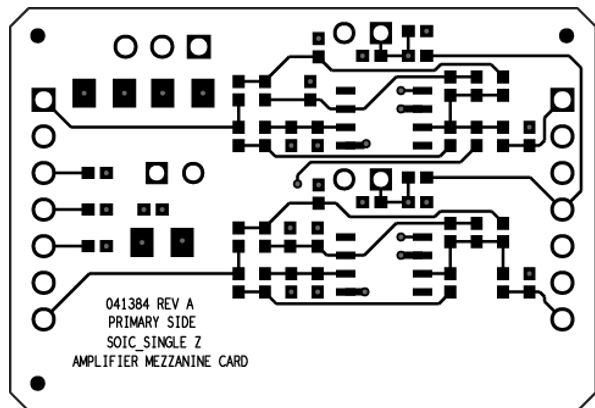 041384 REV A
PRIMARY SIDE
SOIC_SINGLE Z
AMPLIFIER MEZZANINE CARD